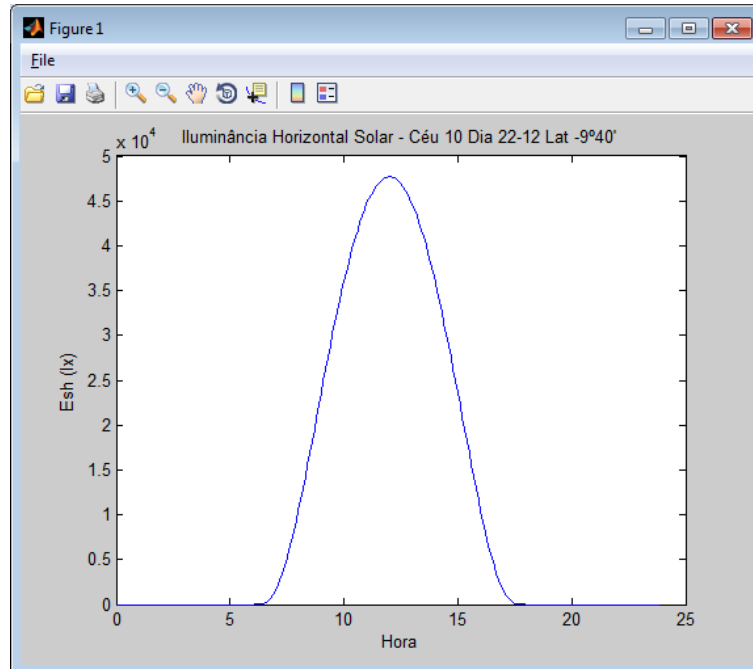 Figure 1
File
x 10^4
Iluminância Horizontal Solar - Céu 10 Dia 22-12 Lat -9º40'
5
4.5
4
3.5
3
2.5
2
1.5
1
0.5
0
Esh (lx)
0 5 10 15 20 25
Hora